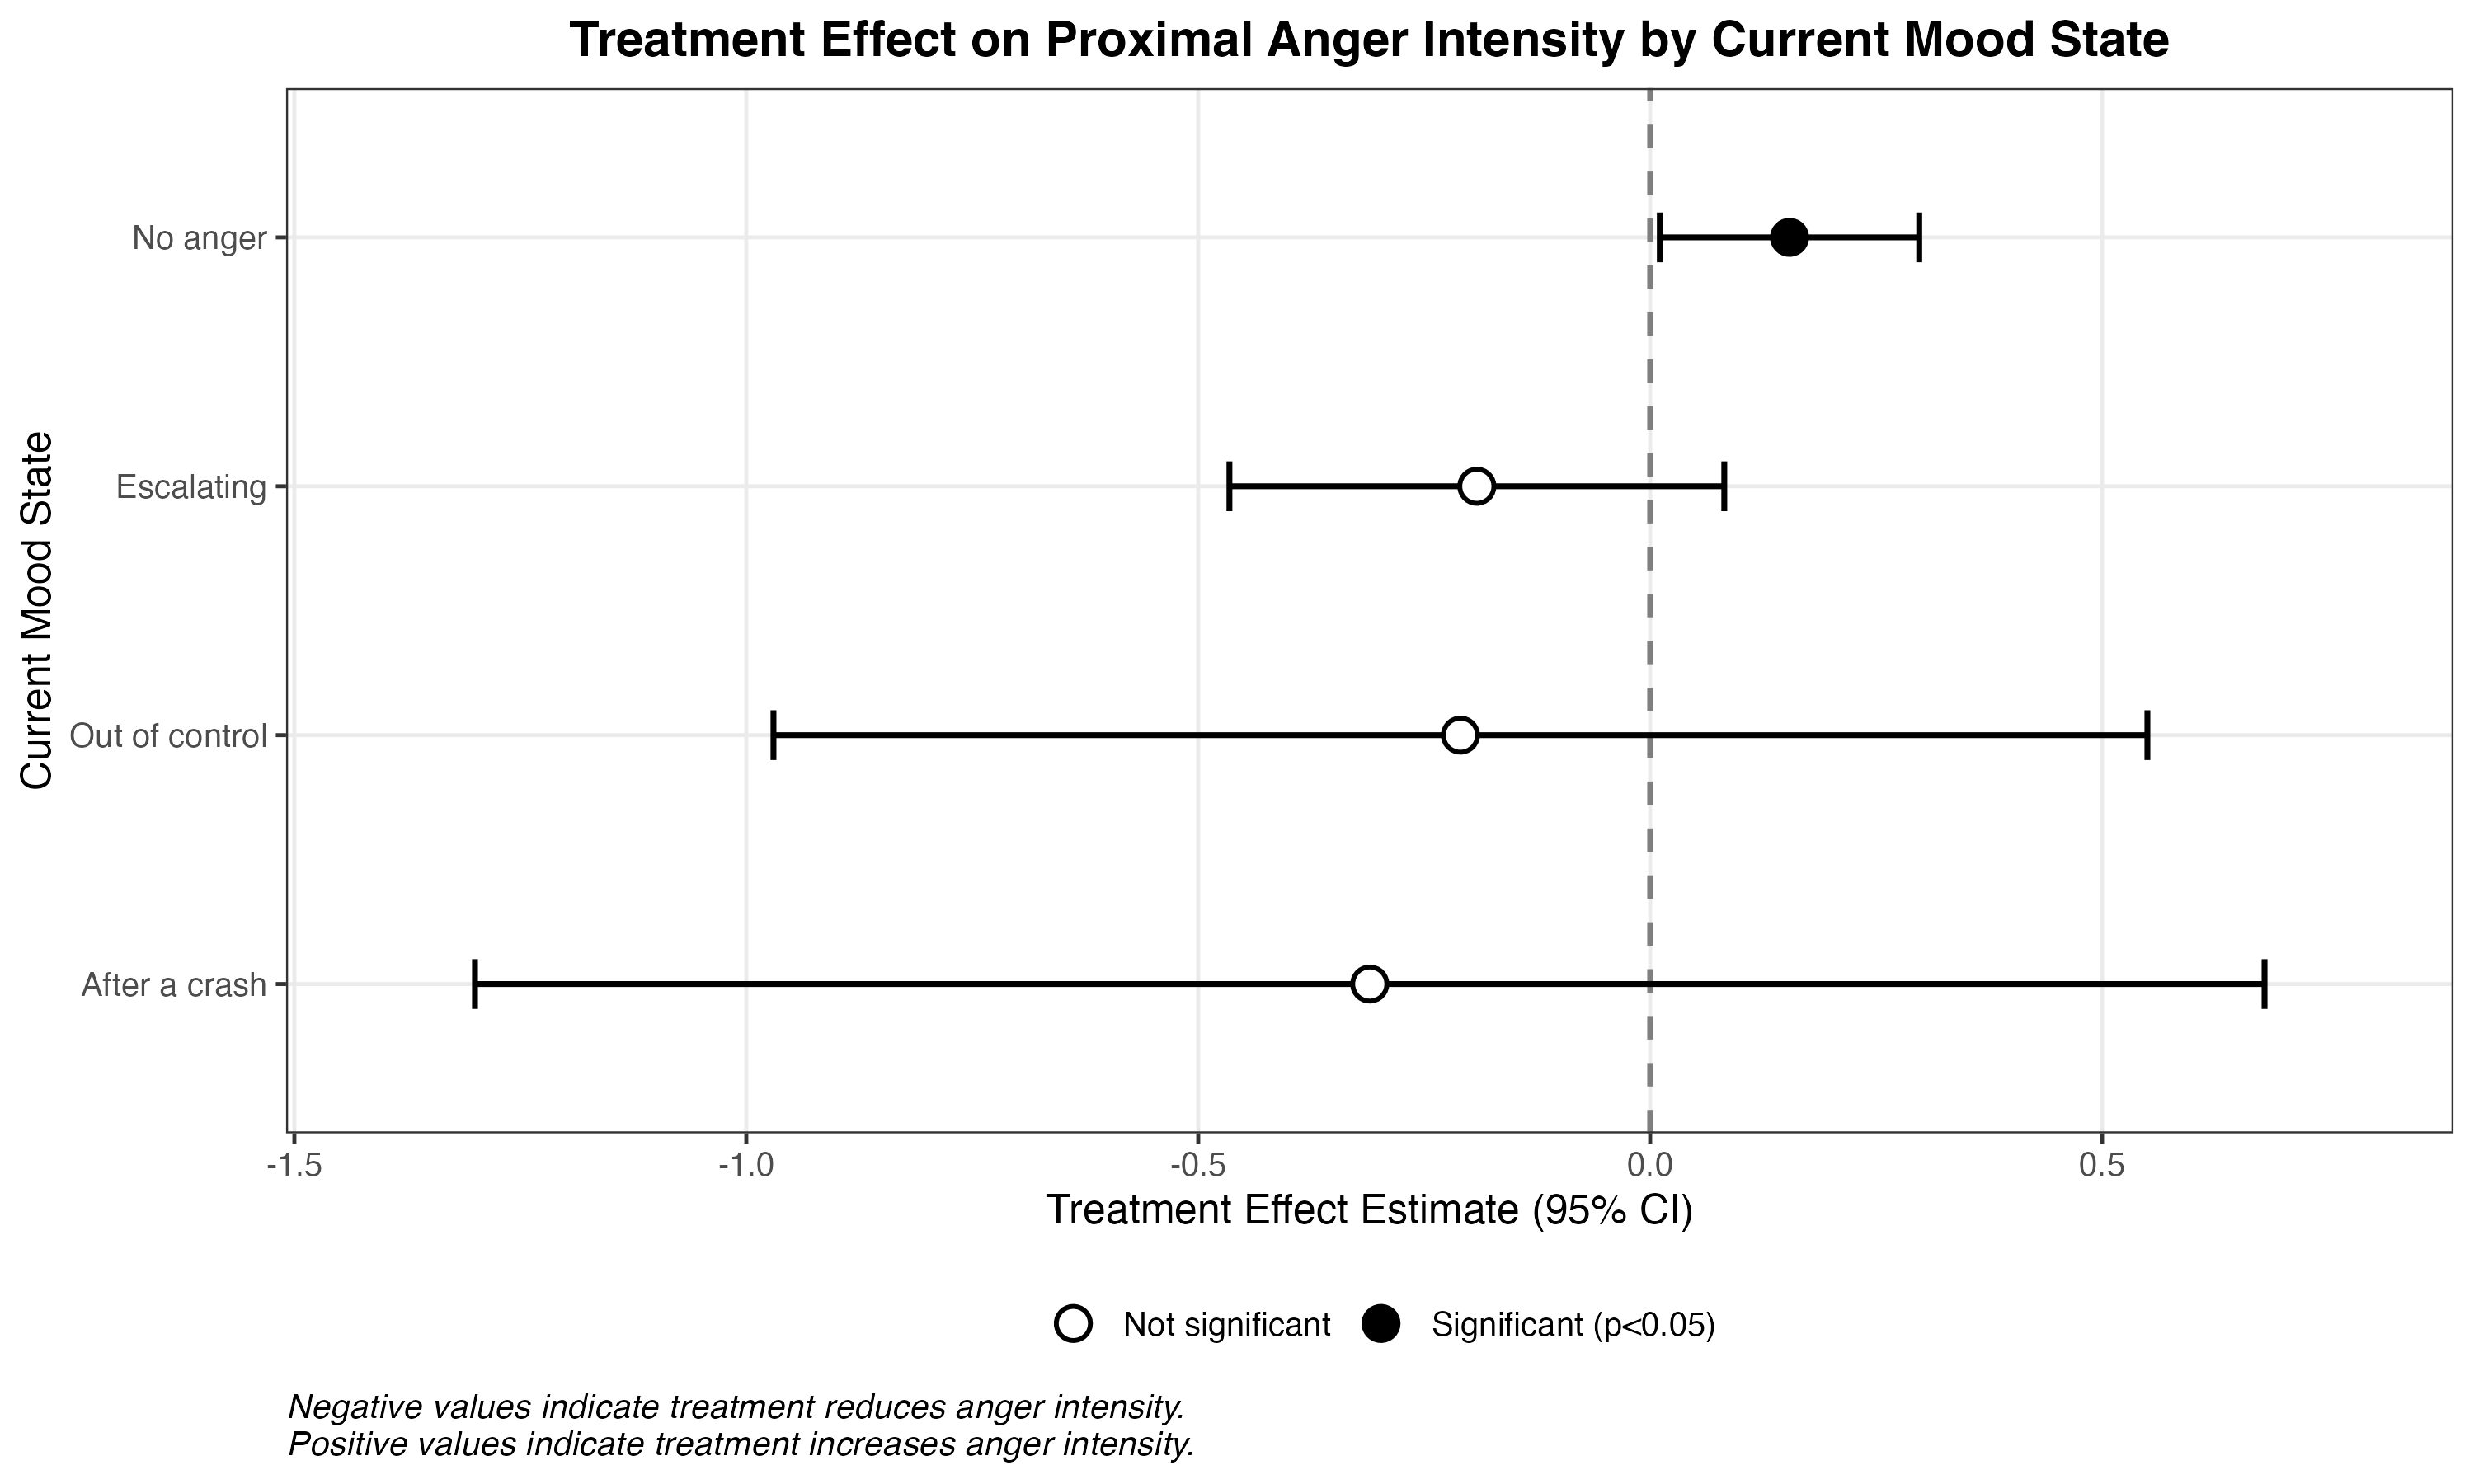 Treatment Effect on Proximal Anger Intensity by Current Mood State
Current Mood State
No anger
Escalating
Out of control
After a crash
-1.5
-1.0
-0.5
0.0
0.5
Treatment Effect Estimate (95% CI)
Not significant
Significant (p<0.05)
Negative values indicate treatment reduces anger intensity.
Positive values indicate treatment increases anger intensity.